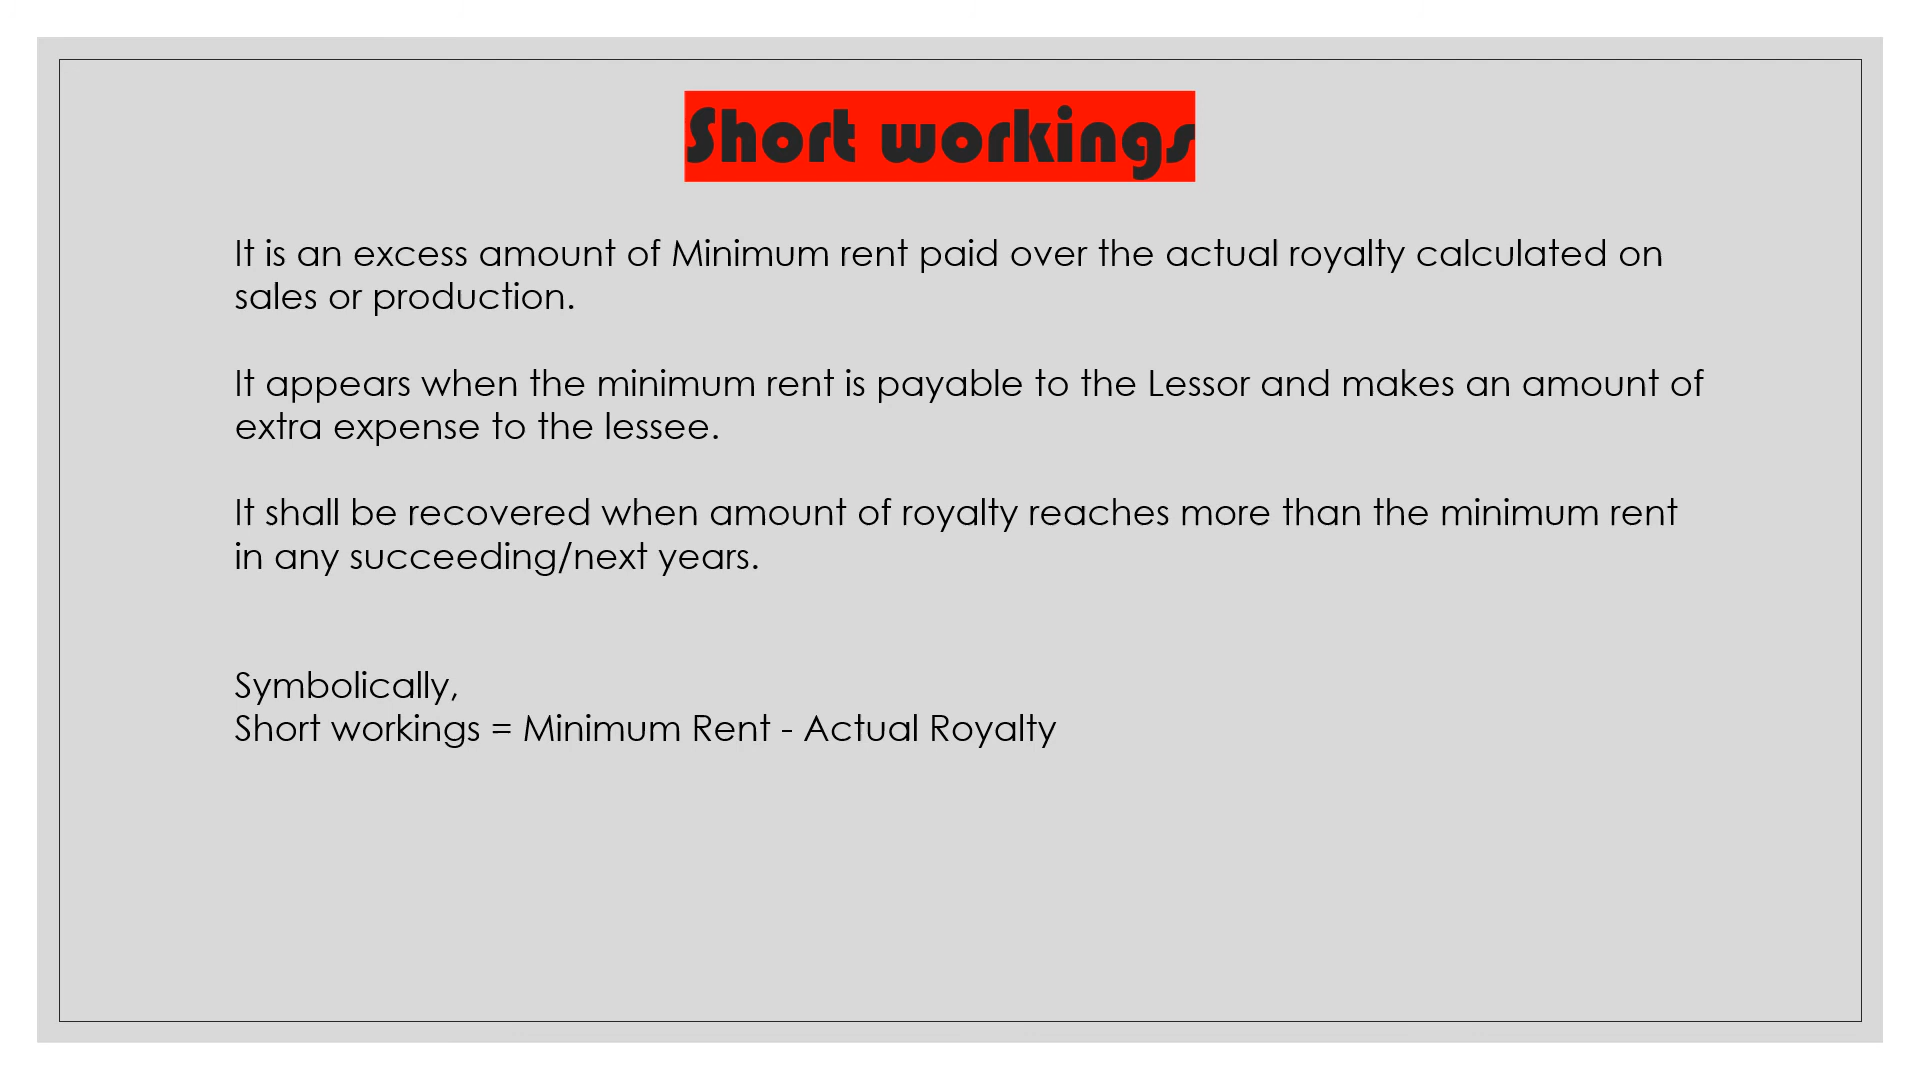 Short workings
It is an excess amount of Minimum rent paid over the actual royalty calculated on
sales or production.
It appears when the minimum rent is payable to the Lessor and makes an amount of
extra expense to the lessee.
It shall be recovered when amount of royalty reaches more than the minimum rent
in any succeeding/next years.
Symbolically,
Short workings = Minimum Rent - Actual Royalty